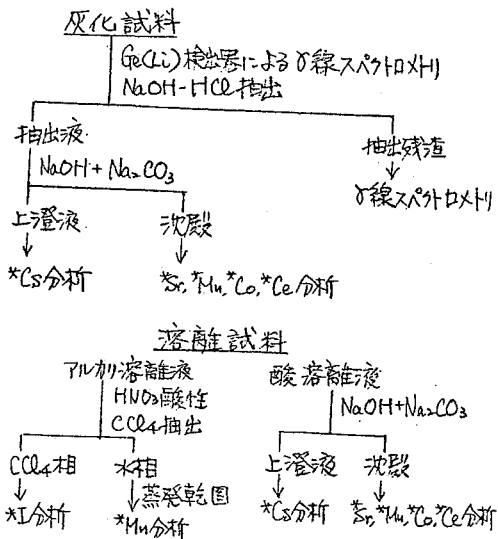 灰化試料
Ge(Li)検出器によるγ線スペクトロメトリ
NaOH-HCl抽出
抽出液 抽出残渣
NaOH+Na₂CO₃
γ線スペクトロメトリ
上澄液 沈殿
*Cs分析 *Sr,*Mn,*Co,*Ce分析
溶離試料
アルカリ溶離液 酸溶離液
HNO3酸性
CCl4抽出
NaOH+Na₂CO₃
CCl4相 水相 上澄液 沈殿
蒸発乾固
*I分析 *Mn分析 *Cs分析 *Sr,*Mn,*Co,*Ce分析